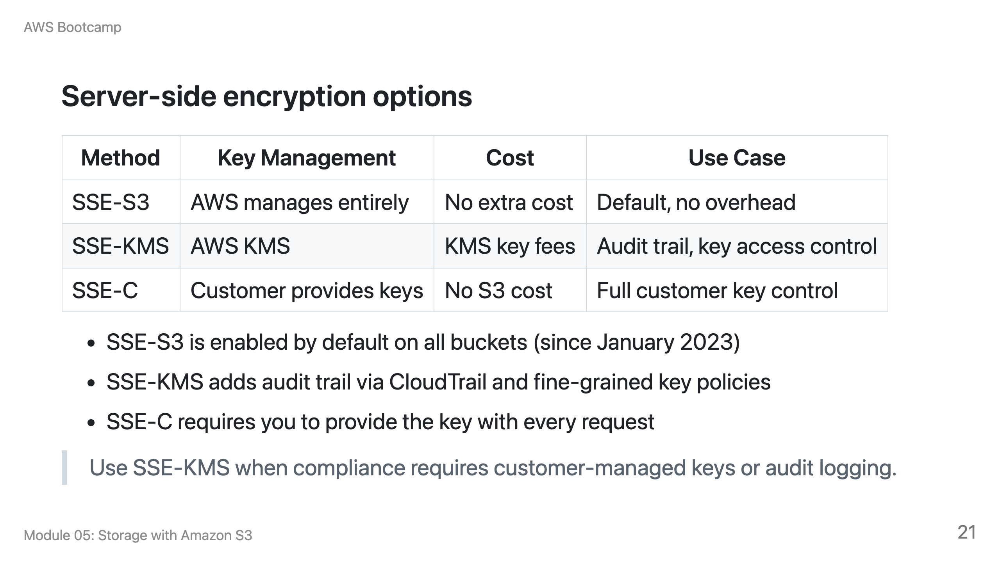 AWS Bootcamp
Server-side encryption options
Method Key Management Cost Use Case
SSE-S3 AWS manages entirely No extra cost Default, no overhead
SSE-KMS AWS KMS KMS key fees Audit trail, key access control
SSE-C Customer provides keys No S3 cost Full customer key control
• SSE-S3 is enabled by default on all buckets (since January 2023)
• SSE-KMS adds audit trail via CloudTrail and fine-grained key policies
• SSE-C requires you to provide the key with every request
Use SSE-KMS when compliance requires customer-managed keys or audit logging.
Module 05: Storage with Amazon S3
21